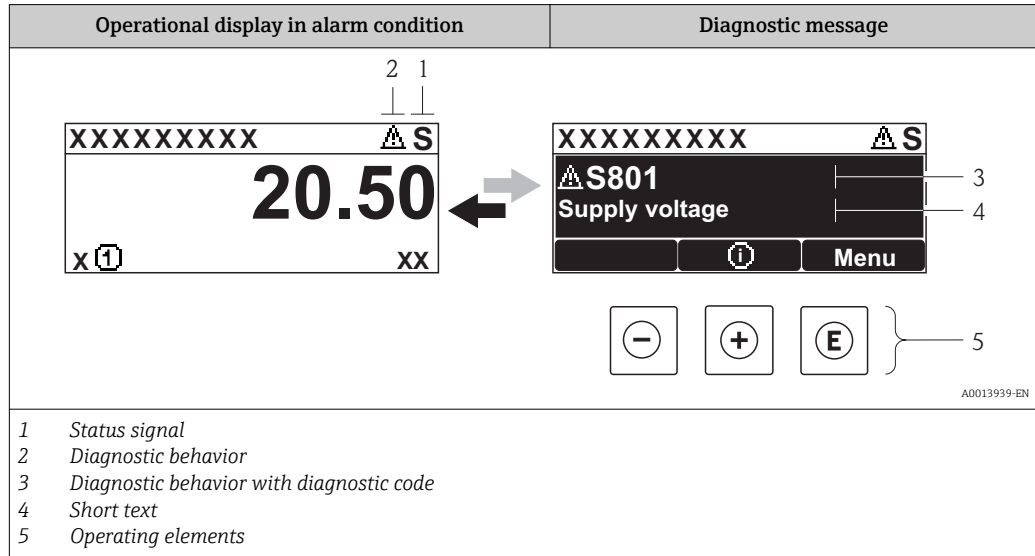 Operational display in alarm condition
Diagnostic message
2 1
XXXXXXXXX ⚠ S
20.50
x ① xx
XXXXXXXXX ⚠ S
⚠ S801
Supply voltage
ⓘ Menu
3
4
− + E
5
A0013939-EN
1 Status signal
2 Diagnostic behavior
3 Diagnostic behavior with diagnostic code
4 Short text
5 Operating elements